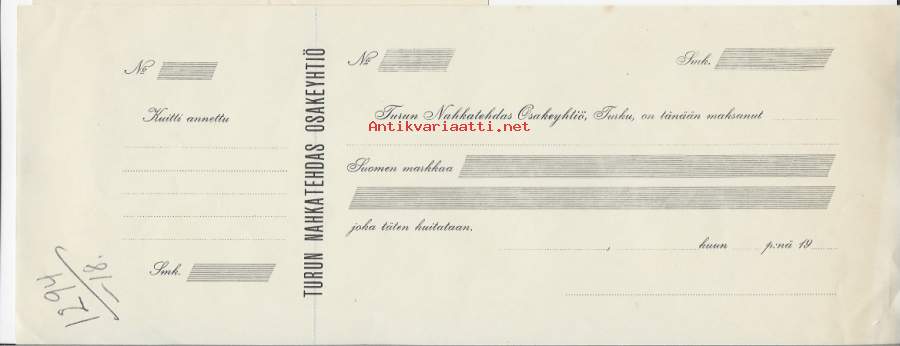 №
Kuitti annettu
Smk.
1294
-18.
TURUN NAHKATEHDAS OSAKEYHTIÖ
№ Smk.
Turun Nahkatehdas Osakeyhtiö, Turku, on tänään maksanut
Antikvariaatti.net
Suomen markkaa
joka täten kuitataan.
, kuun p:nä 19